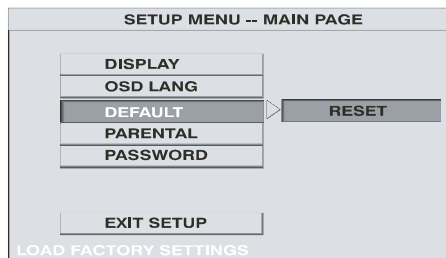 SETUP MENU -- MAIN PAGE
DISPLAY
OSD LANG
DEFAULT
RESET
PARENTAL
PASSWORD
EXIT SETUP
LOAD FACTORY SETTINGS